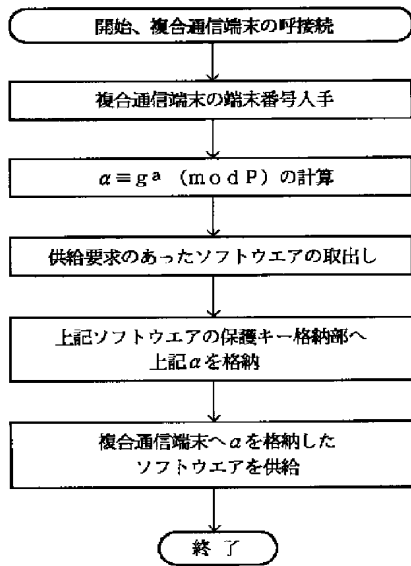 開始、複合通信端末の呼接続
複合通信端末の端末番号入手
α≡gª (modP)の計算
供給要求のあったソフトウエアの取出し
上記ソフトウエアの保護キー格納部へ
上記αを格納
複合通信端末へαを格納した
ソフトウエアを供給
終了